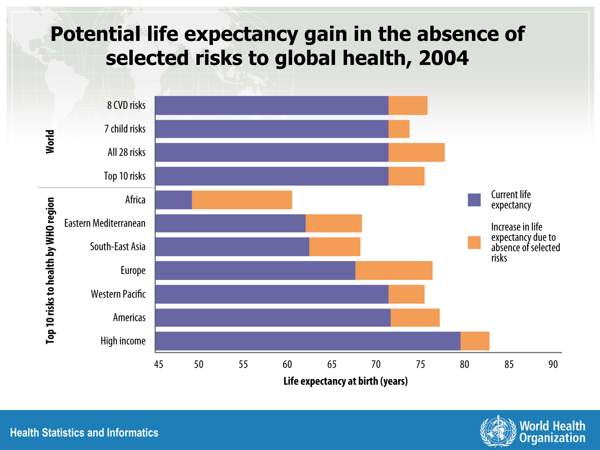 Potential life expectancy gain in the absence of
selected risks to global health, 2004
World
8 CVD risks
7 child risks
All 28 risks
Top 10 risks
Top 10 risks to health by WHO region
Africa
Eastern Mediterranean
South-East Asia
Europe
Western Pacific
Americas
High income
Current life
expectancy
Increase in life
expectancy due to
absence of selected
risks
45 50 55 60 65 70 75 80 85 90
Life expectancy at birth (years)
Health Statistics and Informatics
World Health
Organization